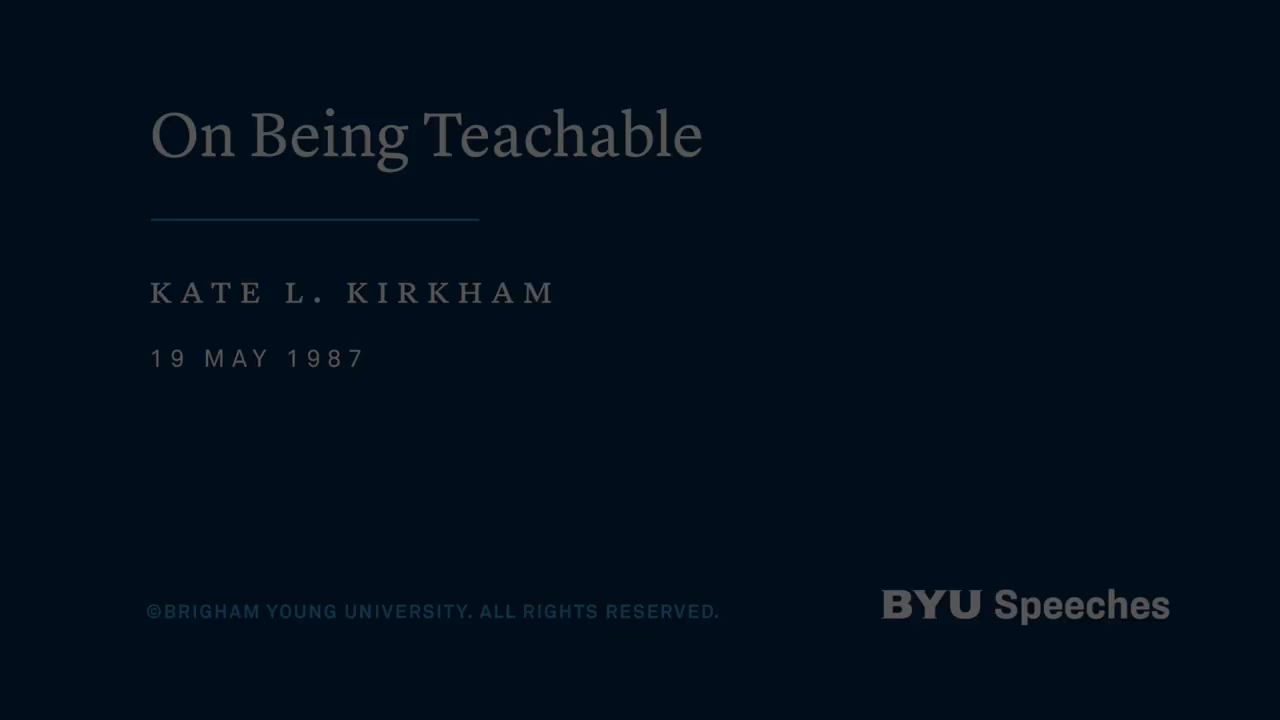 On Being Teachable
KATE L. KIRKHAM
19 MAY 1987
©BRIGHAM YOUNG UNIVERSITY. ALL RIGHTS RESERVED.
BYU Speeches